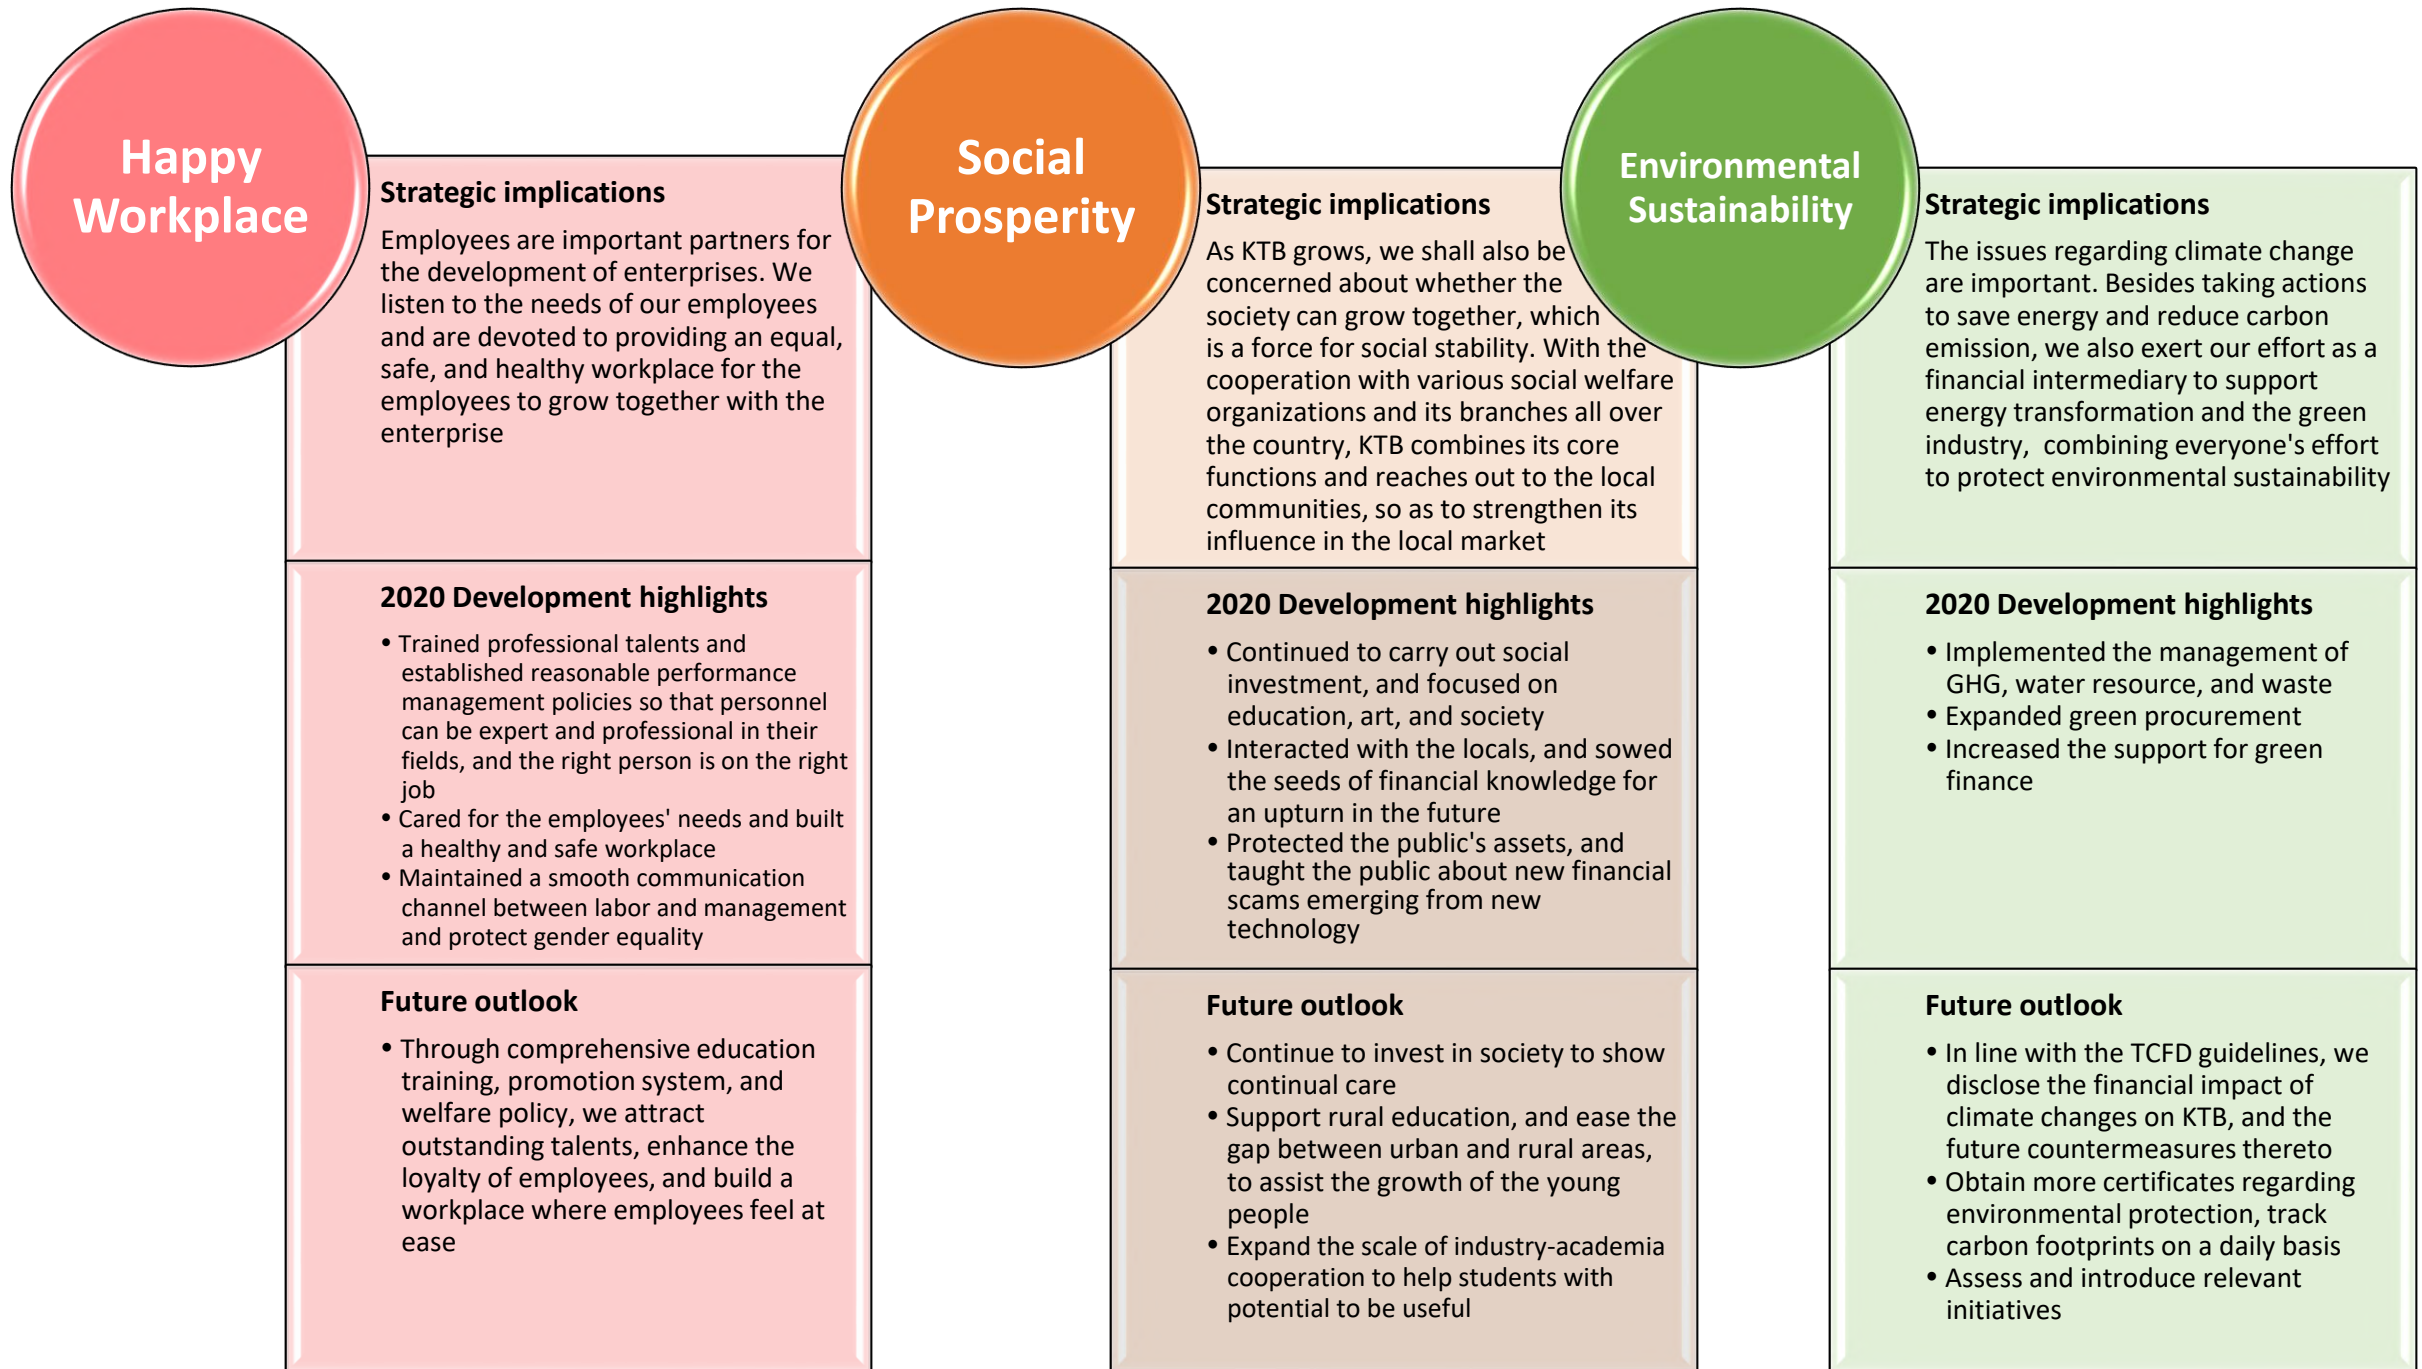 Happy
Workplace
Strategic implications
Employees are important partners for
the development of enterprises. We
listen to the needs of our employees
and are devoted to providing an equal,
safe, and healthy workplace for the
employees to grow together with the
enterprise
2020 Development highlights
• Trained professional talents and
established reasonable performance
management policies so that personnel
can be expert and professional in their
fields, and the right person is on the right
job
• Cared for the employees' needs and built
a healthy and safe workplace
• Maintained a smooth communication
channel between labor and management
and protect gender equality
Future outlook
• Through comprehensive education
training, promotion system, and
welfare policy, we attract
outstanding talents, enhance the
loyalty of employees, and build a
workplace where employees feel at
ease
Social
Prosperity
Strategic implications
As KTB grows, we shall also be
concerned about whether the
society can grow together, which
is a force for social stability. With the
cooperation with various social welfare
organizations and its branches all over
the country, KTB combines its core
functions and reaches out to the local
communities, so as to strengthen its
influence in the local market
2020 Development highlights
• Continued to carry out social
investment, and focused on
education, art, and society
• Interacted with the locals, and sowed
the seeds of financial knowledge for
an upturn in the future
• Protected the public's assets, and
taught the public about new financial
scams emerging from new
technology
Future outlook
• Continue to invest in society to show
continual care
• Support rural education, and ease the
gap between urban and rural areas,
to assist the growth of the young
people
• Expand the scale of industry-academia
cooperation to help students with
potential to be useful
Environmental
Sustainability
Strategic implications
The issues regarding climate change
are important. Besides taking actions
to save energy and reduce carbon
emission, we also exert our effort as a
financial intermediary to support
energy transformation and the green
industry,  combining everyone's effort
to protect environmental sustainability
2020 Development highlights
• Implemented the management of
GHG, water resource, and waste
• Expanded green procurement
• Increased the support for green
finance
Future outlook
• In line with the TCFD guidelines, we
disclose the financial impact of
climate changes on KTB, and the
future countermeasures thereto
• Obtain more certificates regarding
environmental protection, track
carbon footprints on a daily basis
• Assess and introduce relevant
initiatives